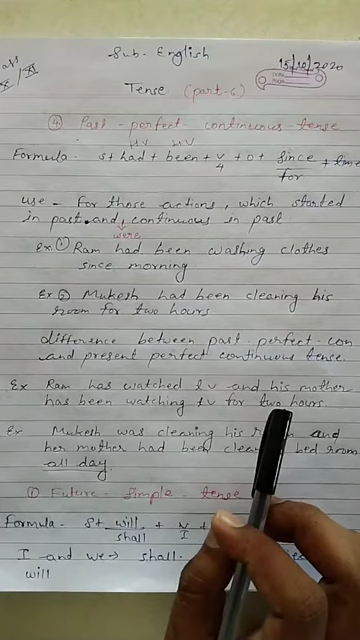 Sub- English
15/10/2020
Tense (part-6)
④ Past-perfect-continuous tense
HV MV
Formula- S+had+been+V4+O+since/for+time
use- For those actions, which started
in past and, continuous in past
were
Ex ① Ram had been washing clothes
since morning
Ex ② Mukesh had been cleaning his
room for two hours
difference between past-perfect-con
and present perfect continuous tense.
Ex Ram has watched TV and his mother
has been watching TV for two hours.
Ex Mukesh was cleaning his and
her mother had been bed room
all day
① Future-simple-tense
Formula- S+ will/shall + V/I +
I and we → shall.
will